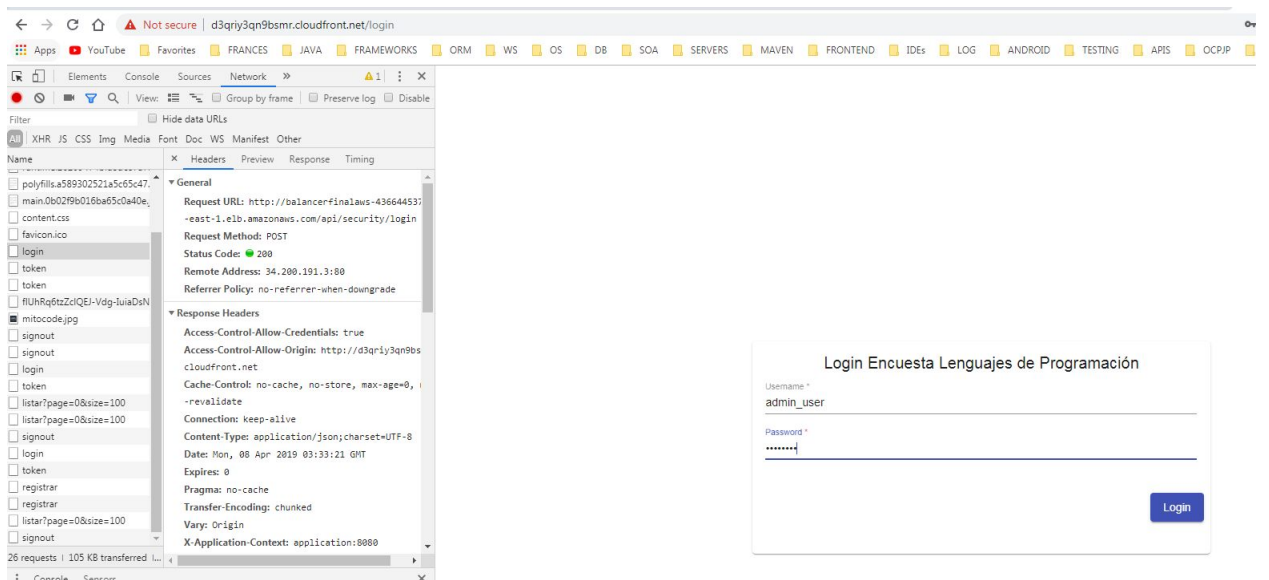 Not secure | d3qriy3qn9bsmr.cloudfront.net/login
Apps YouTube Favorites FRANCES JAVA FRAMEWORKS ORM WS OS DB SOA SERVERS MAVEN FRONTEND IDEs LOG ANDROID TESTING APIS OCPJP
Elements Console Sources Network » 1
View: Group by frame Preserve log Disable
Filter Hide data URLs
All XHR JS CSS Img Media Font Doc WS Manifest Other
Name
polyfills.a589302521a5c65c47.
main.0b02f9b016ba65c0a40e.
content.css
favicon.ico
login
token
token
flUhRq6tzZclQEJ-Vdg-IuiaDsN
mitocode.jpg
signout
signout
login
token
listar?page=0&size=100
listar?page=0&size=100
signout
login
token
registrar
registrar
listar?page=0&size=100
signout
26 requests | 105 KB transferred
× Headers Preview Response Timing
▼ General
Request URL: http://balancerfinalaws-436644537
-east-1.elb.amazonaws.com/api/security/login
Request Method: POST
Status Code: 200
Remote Address: 34.200.191.3:80
Referrer Policy: no-referrer-when-downgrade
▼ Response Headers
Access-Control-Allow-Credentials: true
Access-Control-Allow-Origin: http://d3qriy3qn9bs
cloudfront.net
Cache-Control: no-cache, no-store, max-age=0,
-revalidate
Connection: keep-alive
Content-Type: application/json;charset=UTF-8
Date: Mon, 08 Apr 2019 03:33:21 GMT
Expires: 0
Pragma: no-cache
Transfer-Encoding: chunked
Vary: Origin
X-Application-Context: application:8080
Console Sensors
Login Encuesta Lenguajes de Programación
Username *
admin_user
Password *
••••••••
Login